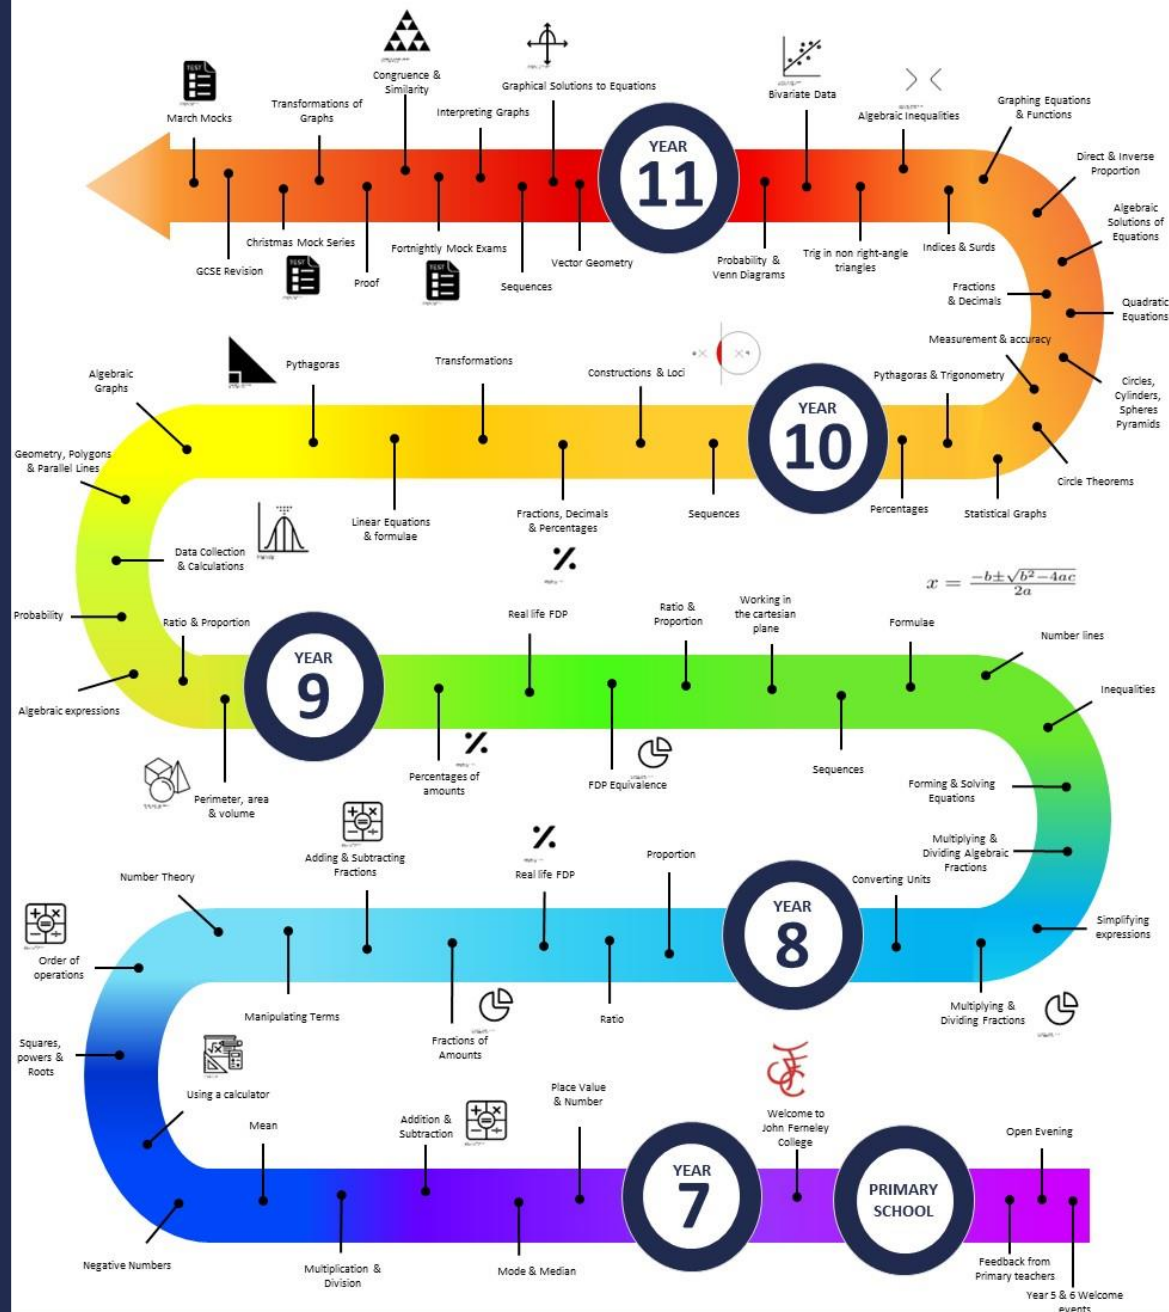 March Mocks
Transformations of
Graphs
Congruence &
Similarity
Interpreting Graphs
Graphical Solutions to Equations
Bivariate Data
Algebraic Inequalities
Graphing Equations
& Functions
Direct & Inverse
Proportion
Algebraic
Solutions of
Equations
YEAR
11
TEST
GCSE Revision
Christmas Mock Series
TEST
Proof
Fortnightly Mock Exams
TEST
Sequences
Vector Geometry
Probability &
Venn Diagrams
Trig in non right-angle
triangles
Indices & Surds
Fractions
& Decimals
Quadratic
Equations
Measurement & accuracy
Circles,
Cylinders,
Spheres
Pyramids
Circle Theorems
Algebraic
Graphs
Pythagoras
Transformations
Constructions & Loci
Pythagoras & Trigonometry
YEAR
10
Geometry, Polygons
& Parallel Lines
Data Collection
& Calculations
Linear Equations
& formulae
Fractions, Decimals
& Percentages
Sequences
Percentages
Statistical Graphs
x = −b±√b²−4ac
2a
Probability
Ratio & Proportion
Algebraic expressions
Perimeter, area
& volume
YEAR
9
Real life FDP
Ratio &
Proportion
Working in
the cartesian
plane
Formulae
Number lines
Inequalities
Percentages of
amounts
FDP Equivalence
Sequences
Forming & Solving
Equations
Multiplying &
Dividing Algebraic
Fractions
Simplifying
expressions
Number Theory
Adding & Subtracting
Fractions
Real life FDP
Proportion
Converting Units
YEAR
8
Order of
operations
Manipulating Terms
Fractions of
Amounts
Ratio
Multiplying &
Dividing Fractions
Squares,
powers &
Roots
Using a calculator
Mean
Addition &
Subtraction
Place Value
& Number
JFC
Welcome to
John Ferneley
College
Open Evening
YEAR
7
PRIMARY
SCHOOL
Negative Numbers
Multiplication &
Division
Mode & Median
Feedback from
Primary teachers
Year 5 & 6 Welcome
events